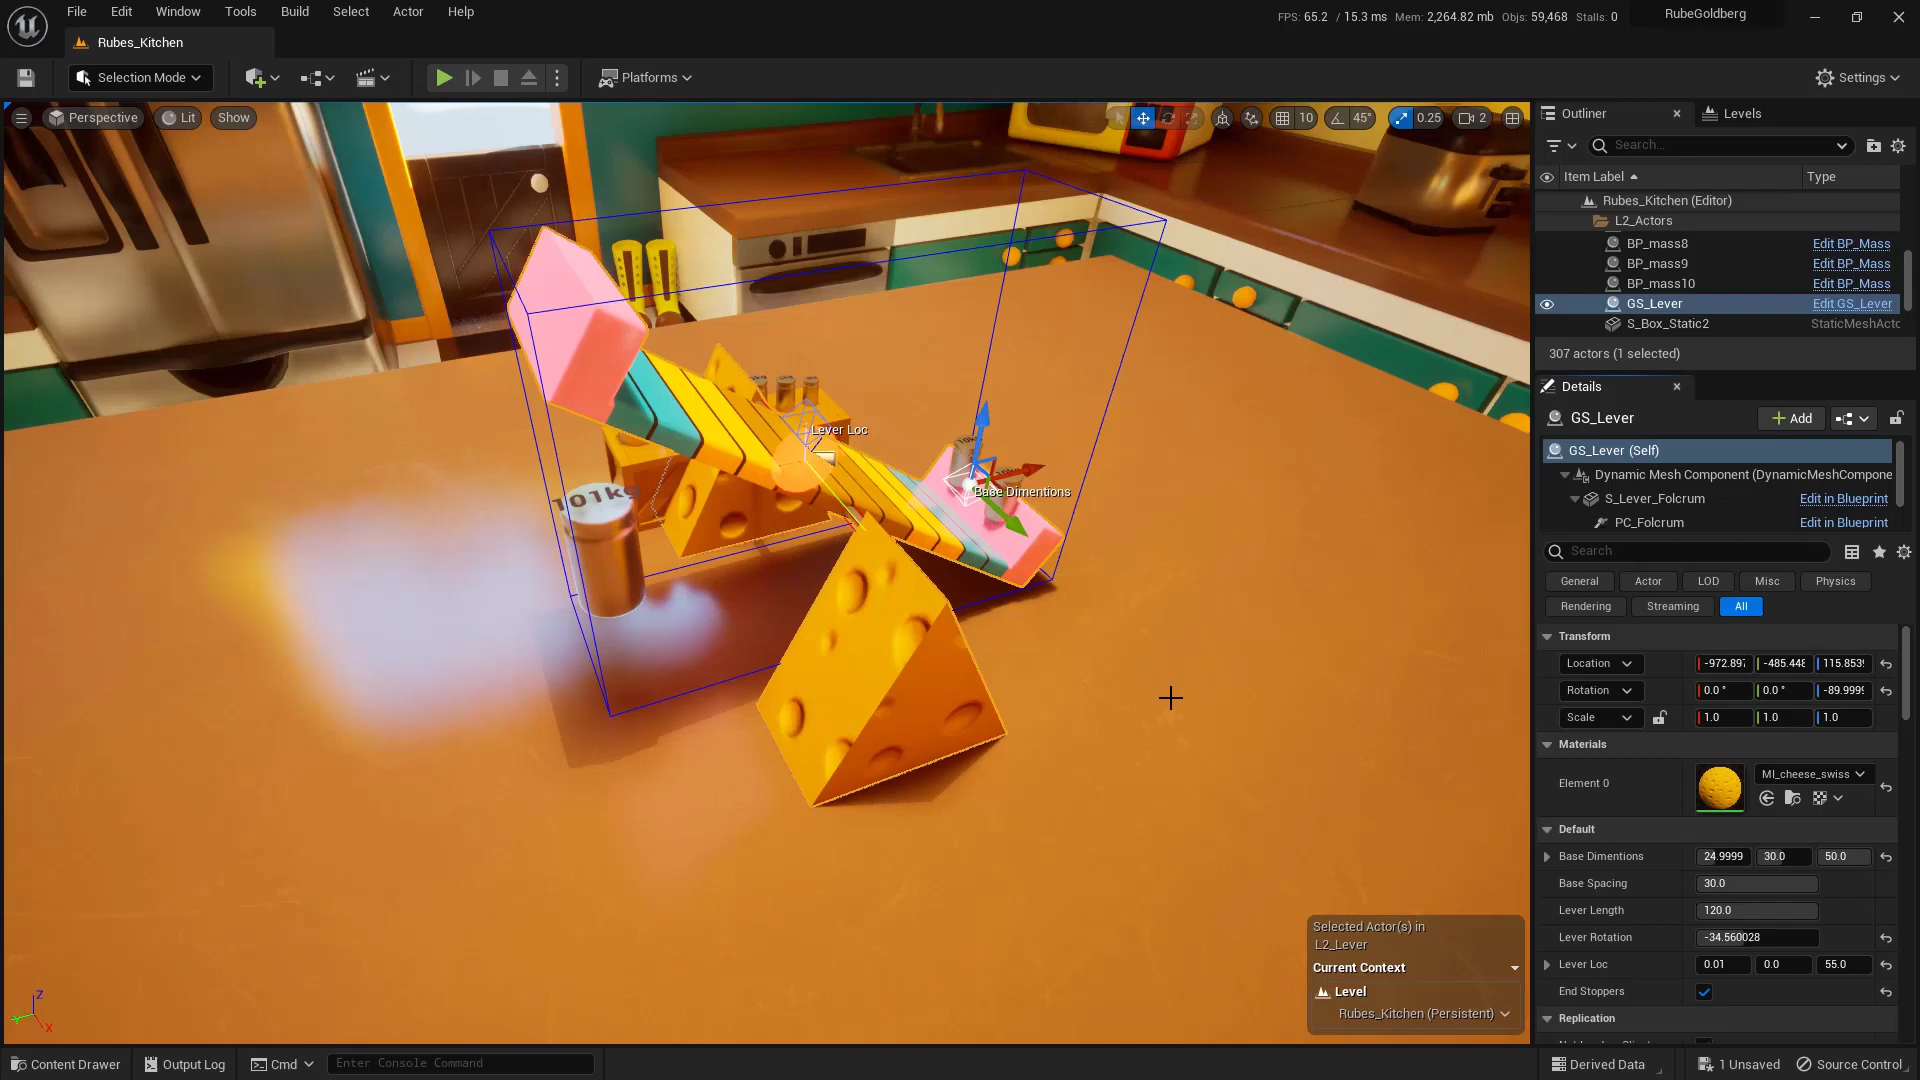 File Edit Window Tools Build Select Actor Help
FPS: 65.2 / 15.3 ms Mem: 2,264.82 mb Objs: 59,468 Stalls: 0
RubeGoldberg
Rubes_Kitchen
Selection Mode
Platforms
Settings
Perspective
Lit
Show
10
45°
0.25
2
101kg
Lever Loc
Base Dimentions
Selected Actor(s) in
L2_Lever
Current Context
Level
Rubes_Kitchen (Persistent)
Z
Y
X
Outliner
Levels
Search...
Item Label Type
Rubes_Kitchen (Editor)
L2_Actors
BP_mass8 Edit BP_Mass
BP_mass9 Edit BP_Mass
BP_mass10 Edit BP_Mass
GS_Lever Edit GS_Lever
S_Box_Static2 StaticMeshActo
307 actors (1 selected)
Details
GS_Lever
Add
GS_Lever (Self)
Dynamic Mesh Component (DynamicMeshCompone
S_Lever_Folcrum Edit in Blueprint
PC_Folcrum Edit in Blueprint
Search
General Actor LOD Misc Physics
Rendering Streaming All
Transform
Location -972.897 -485.448 115.8539
Rotation 0.0 ° 0.0 ° -89.9999
Scale 1.0 1.0 1.0
Materials
Element 0
MI_cheese_swiss
Default
Base Dimentions 24.9999 30.0 50.0
Base Spacing 30.0
Lever Length 120.0
Lever Rotation -34.560028
Lever Loc 0.01 0.0 55.0
End Stoppers
Replication
Content Drawer
Output Log
Cmd
Enter Console Command
Derived Data
1 Unsaved
Source Control